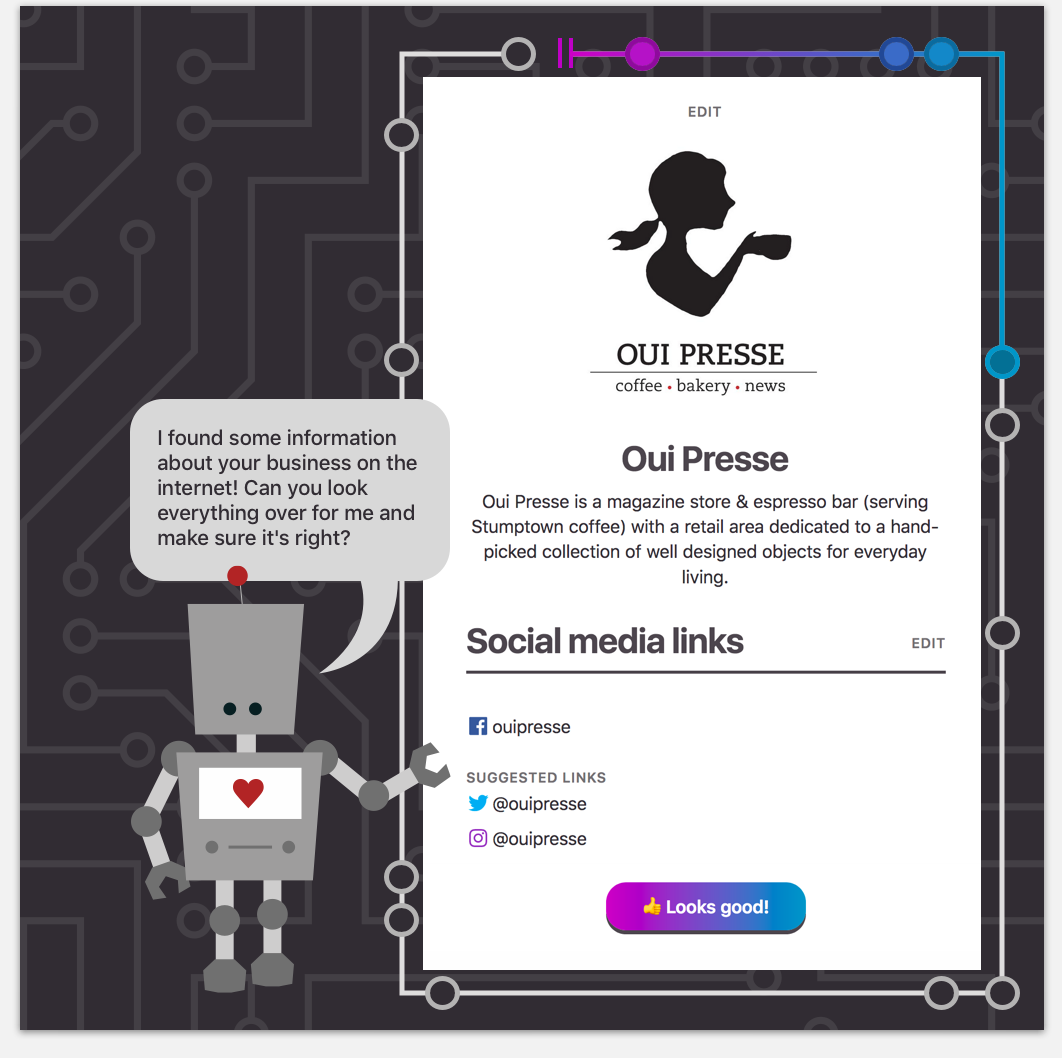 EDIT
OUI PRESSE
coffee • bakery • news
I found some information
about your business on the
internet! Can you look
everything over for me and
make sure it's right?
Oui Presse
Oui Presse is a magazine store & espresso bar (serving
Stumptown coffee) with a retail area dedicated to a hand-
picked collection of well designed objects for everyday
living.
Social media links
EDIT
ouipresse
SUGGESTED LINKS
@ouipresse
@ouipresse
👍 Looks good!